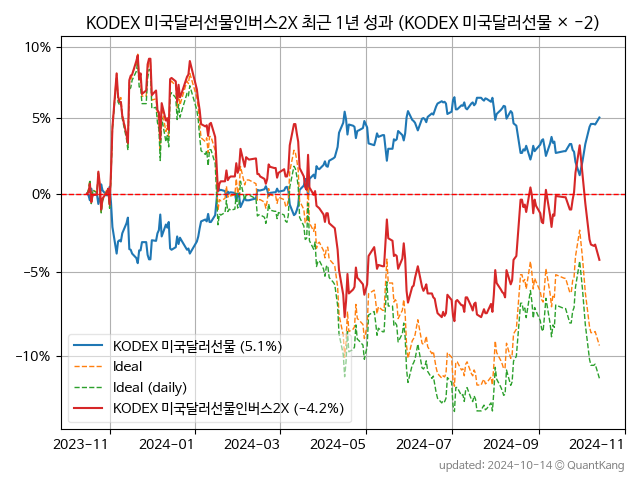 KODEX 미국달러선물인버스2X 최근 1년 성과 (KODEX 미국달러선물 × −2)
10%
5%
0%
−5%
−10%
KODEX 미국달러선물 (5.1%)
Ideal
Ideal (daily)
KODEX 미국달러선물인버스2X (−4.2%)
2023−11 2024−01 2024−03 2024−05 2024−07 2024−09 2024−11
updated: 2024-10-14 © QuantKang